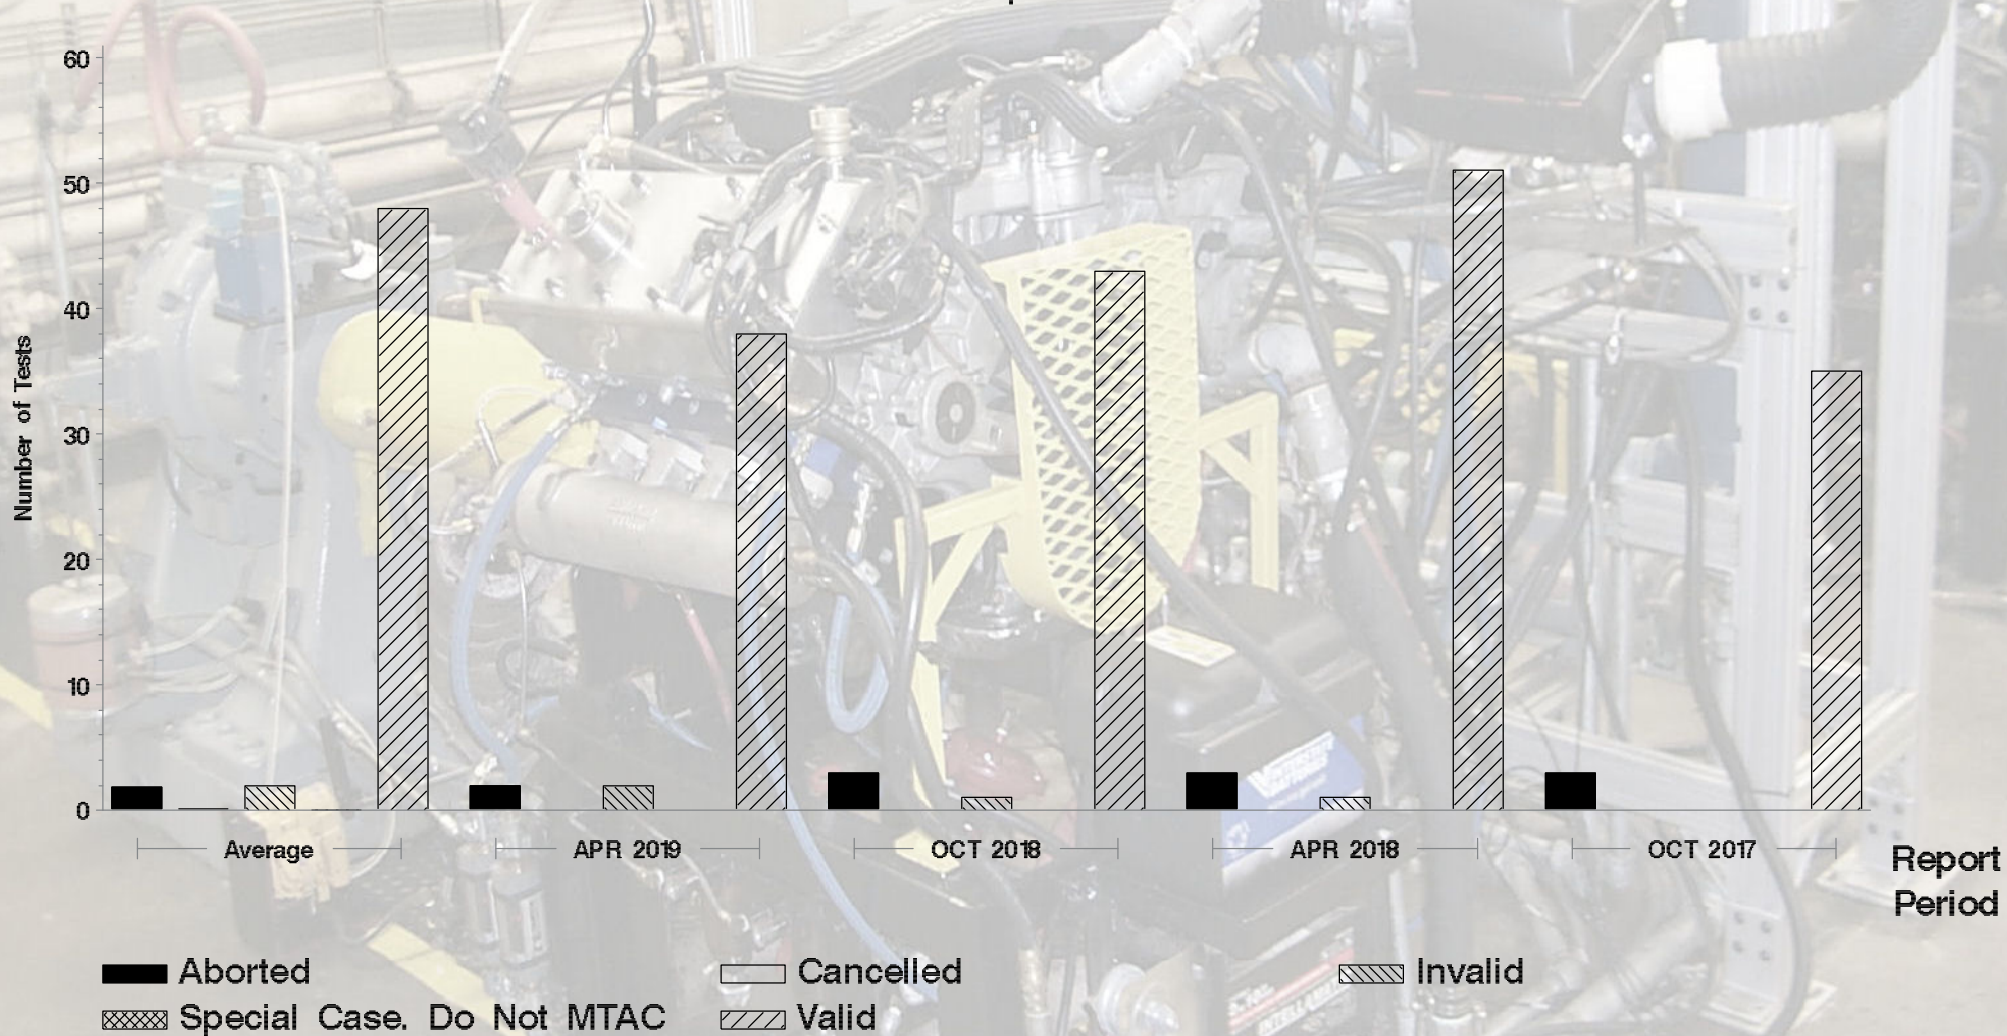 60
50
40
30
20
10
0
Number of Tests
Average
APR 2019
OCT 2018
APR 2018
OCT 2017
Report
Period
Aborted
Cancelled
Invalid
Special Case. Do Not MTAC
Valid